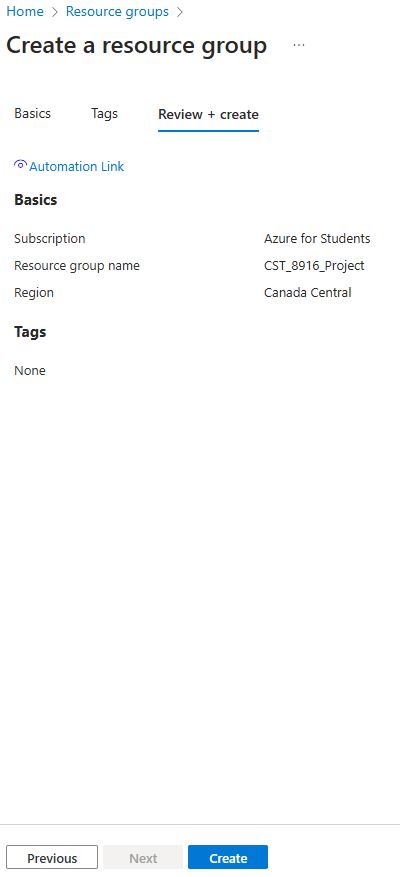 Home > Resource groups >
Create a resource group ...
Basics Tags Review + create
Automation Link
Basics
Subscription Azure for Students
Resource group name CST_8916_Project
Region Canada Central
Tags
None
Previous Next Create